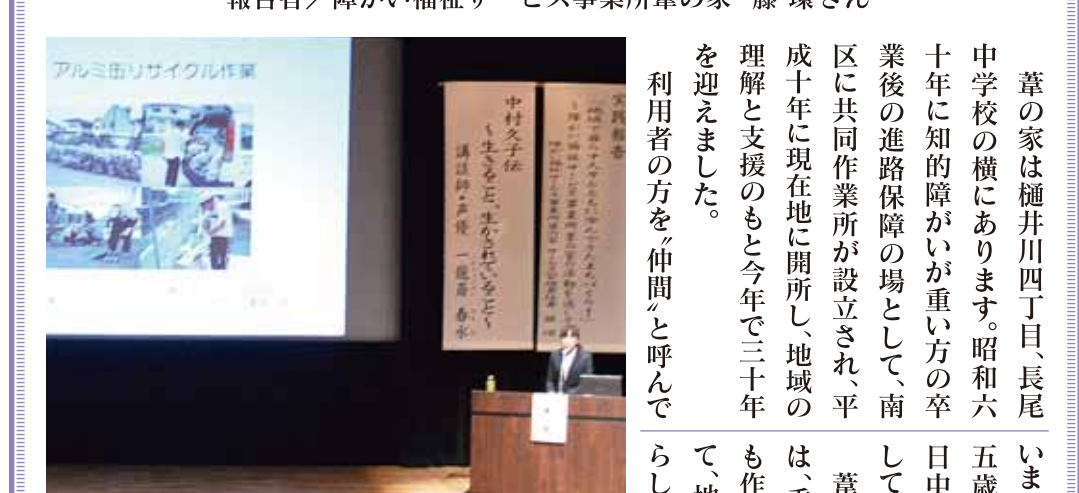 報告者／障がい福祉サービス事業所葦の家 藤 環さん
葦の家は樋井川四丁目、長尾
中学校の横にあります。昭和六
十年に知的障がいが重い方の卒
業後の進路保障の場として、南
区に共同作業所が設立され、平
成十年に現在地に開所し、地域の
理解と支援のもと今年で三十年
を迎えました。
利用者の方を〝仲間〟と呼んで
アルミ缶リサイクル作業
実践報告
中村久子伝
～生きること、生かされていること～
講談師・声優 一龍斎 春水
いま
五歳
日中
して
葦
は、
も作
て、地
らし